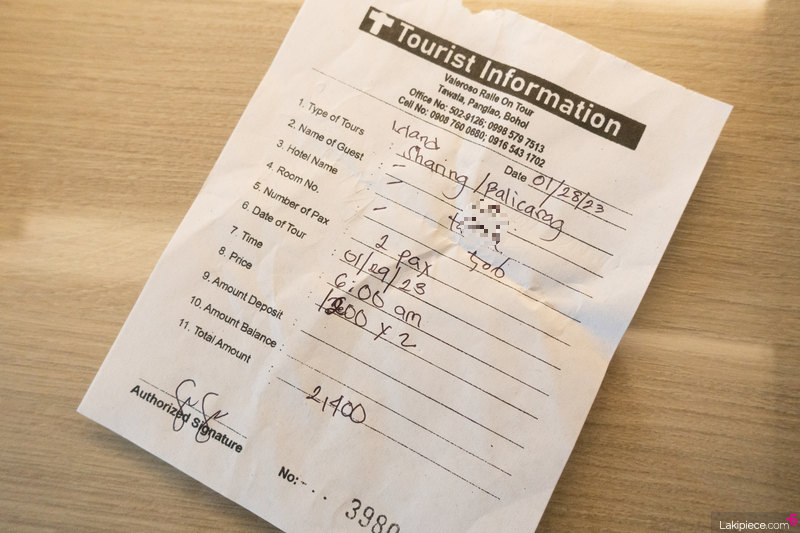 Tourist Information
Valeroso Ralle On Tour
Tawala, Panglao, Bohol
Office No: 502-9126; 0998 579 7513
Cell No: 0908 760 0680; 0916 543 1702
Date 01/28/23
1. Type of Tours : Island
Sharing / Balicasag
2. Name of Guest : -
3. Hotel Name : -
4. Room No. : -
5. Number of Pax : 2 pax
6. Date of Tour : 01/29/23
7. Time : 6:00 am
8. Price : 1200 x 2
9. Amount Deposit :
10. Amount Balance :
11. Total Amount : 2,400
Authorized Signature
No:- . . 3980
Lakipiece.com